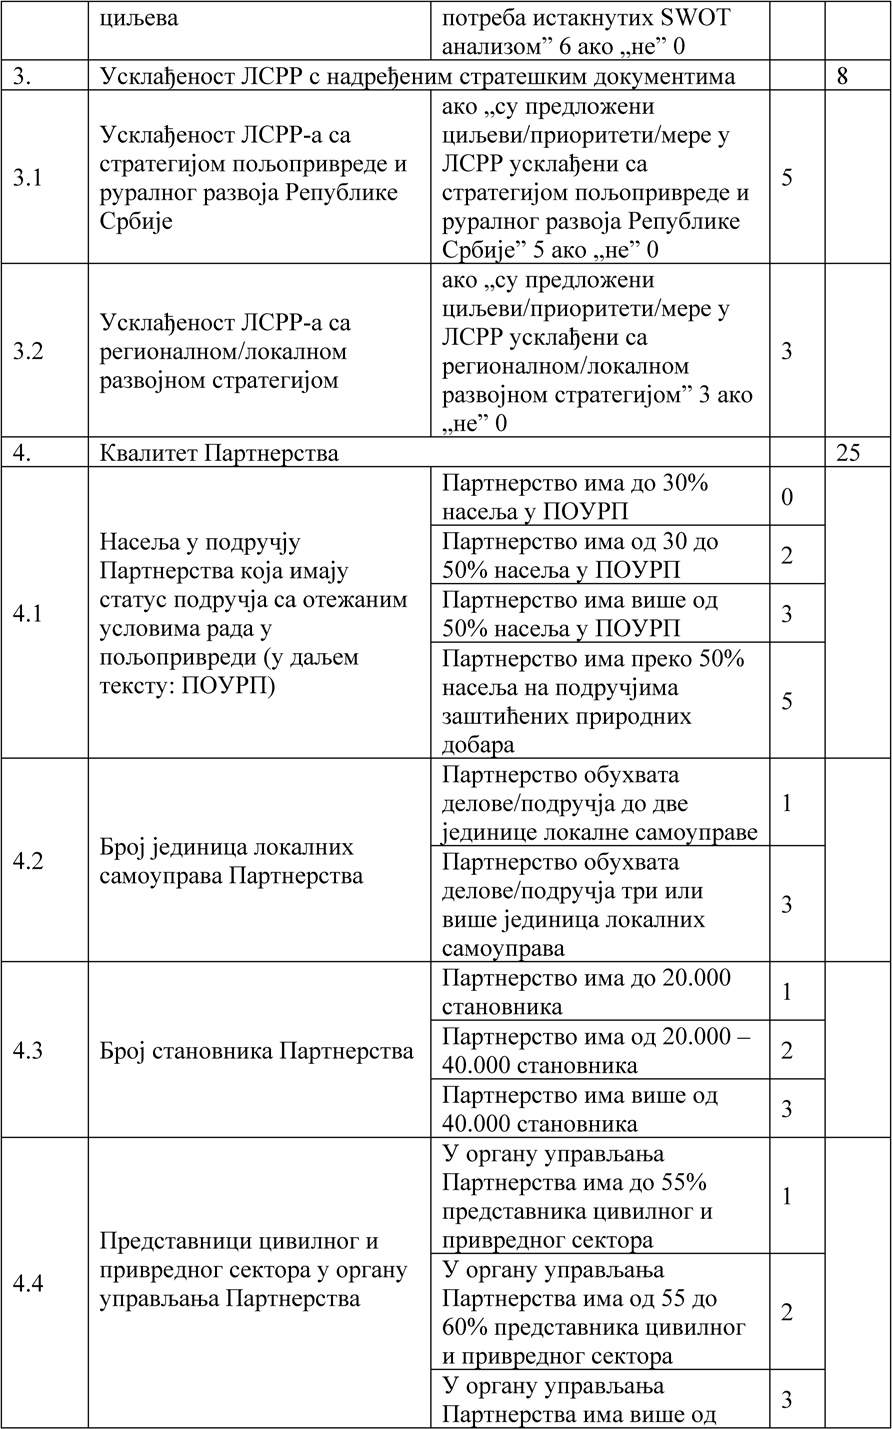 циљева
потреба истакнутих SWOT
анализом” 6 ако „не” 0
3.
Усклађеност ЛСРР с надређеним стратешким документима
8
3.1
Усклађеност ЛСРР-а са
стратегијом пољопривреде и
руралног развоја Републике
Србије
ако „су предложени
циљеви/приоритети/мере у
ЛСРР усклађени са
стратегијом пољопривреде и
руралног развоја Републике
Србије” 5 ако „не” 0
5
3.2
Усклађеност ЛСРР-а са
регионалном/локалном
развојном стратегијом
ако „су предложени
циљеви/приоритети/мере у
ЛСРР усклађени са
регионалном/локалном
развојном стратегијом” 3 ако
„не” 0
3
4.
Квалитет Партнерства
25
4.1
Насеља у подручју
Партнерства која имају
статус подручја са отежаним
условима рада у
пољопривреди (у даљем
тексту: ПОУРП)
Партнерство има до 30%
насеља у ПОУРП
0
Партнерство има од 30 до
50% насеља у ПОУРП
2
Партнерство има више од
50% насеља у ПОУРП
3
Партнерство има преко 50%
насеља на подручјима
заштићених природних
добара
5
4.2
Број јединица локалних
самоуправа Партнерства
Партнерство обухвата
делове/подручја до две
јединице локалне самоуправе
1
Партнерство обухвата
делове/подручја три или
више јединица локалних
самоуправа
3
4.3
Број становника Партнерства
Партнерство има до 20.000
становника
1
Партнерство има од 20.000 –
40.000 становника
2
Партнерство има више од
40.000 становника
3
4.4
Представници цивилног и
привредног сектора у органу
управљања Партнерства
У органу управљања
Партнерства има до 55%
представника цивилног и
привредног сектора
1
У органу управљања
Партнерства има од 55 до
60% представника цивилног
и привредног сектора
2
У органу управљања
Партнерства има више од
3